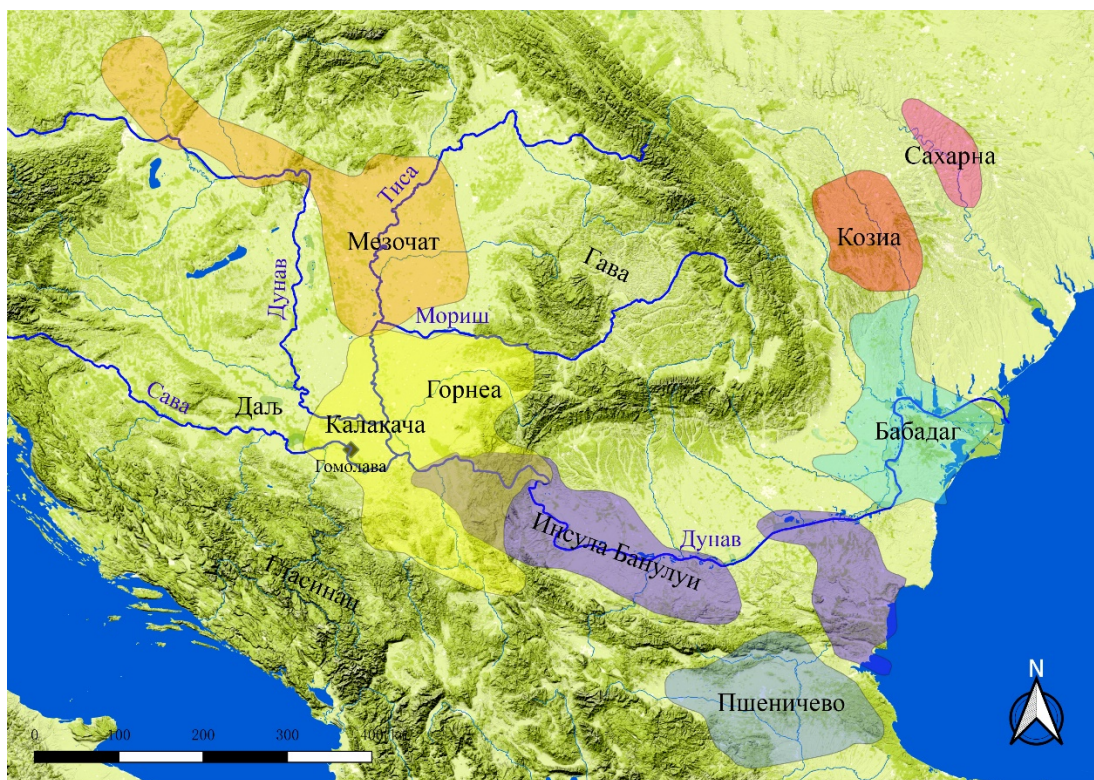 Сахарна
Тиса
Козиа
Мезочат
Гава
Дунав
Мориш
Горнеа
Сава
Даљ
Калакача
Бабадаг
Гомолава
Дунав
Инсула Банулуи
Гласинац
N
Пшеничево
0 100 200 300 400